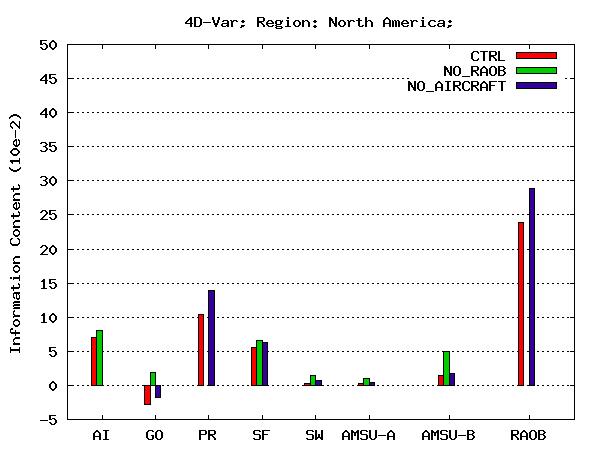 4D-Var; Region: North America;
CTRL
NO_RAOB
NO_AIRCRAFT
Information Content (10e-2)
50
45
40
35
30
25
20
15
10
5
0
-5
AI GO PR SF SW AMSU-A AMSU-B RAOB